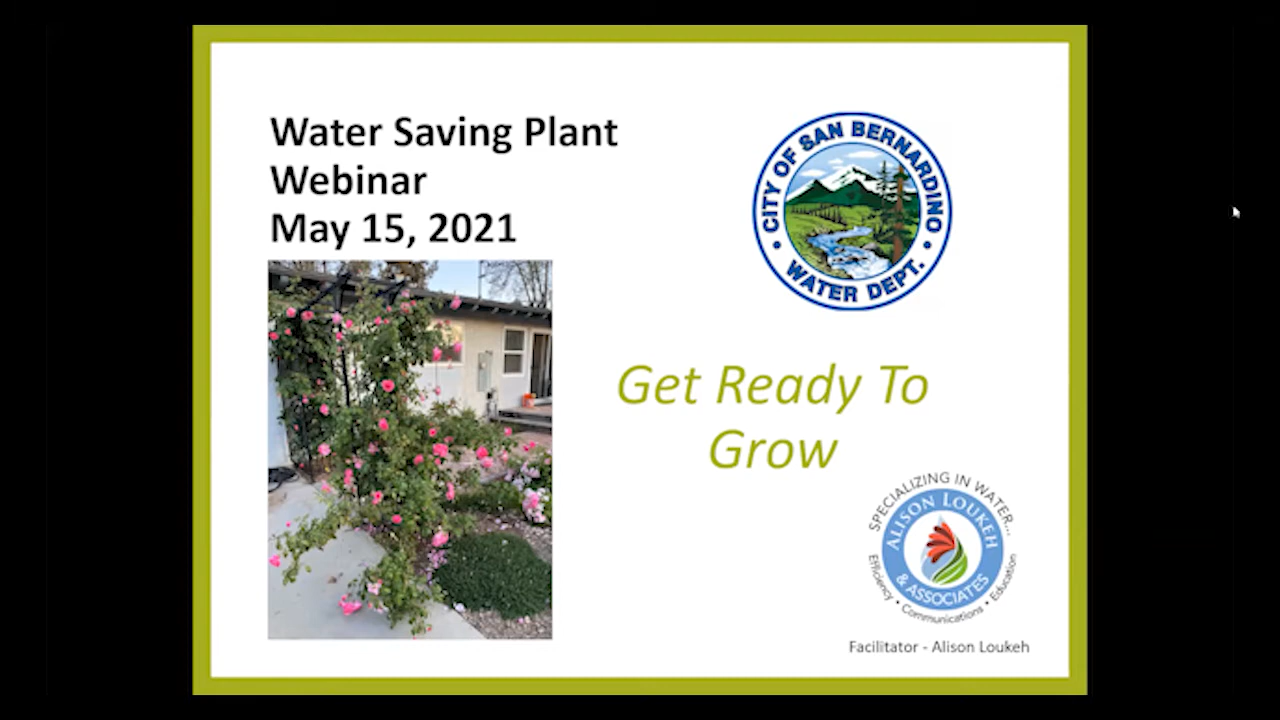 Water Saving Plant
Webinar
May 15, 2021
CITY OF SAN BERNARDINO
WATER DEPT.
Get Ready To
Grow
SPECIALIZING IN WATER...
ALISON LOUKEH
& ASSOCIATES
Efficiency • Communications • Education
Facilitator - Alison Loukeh